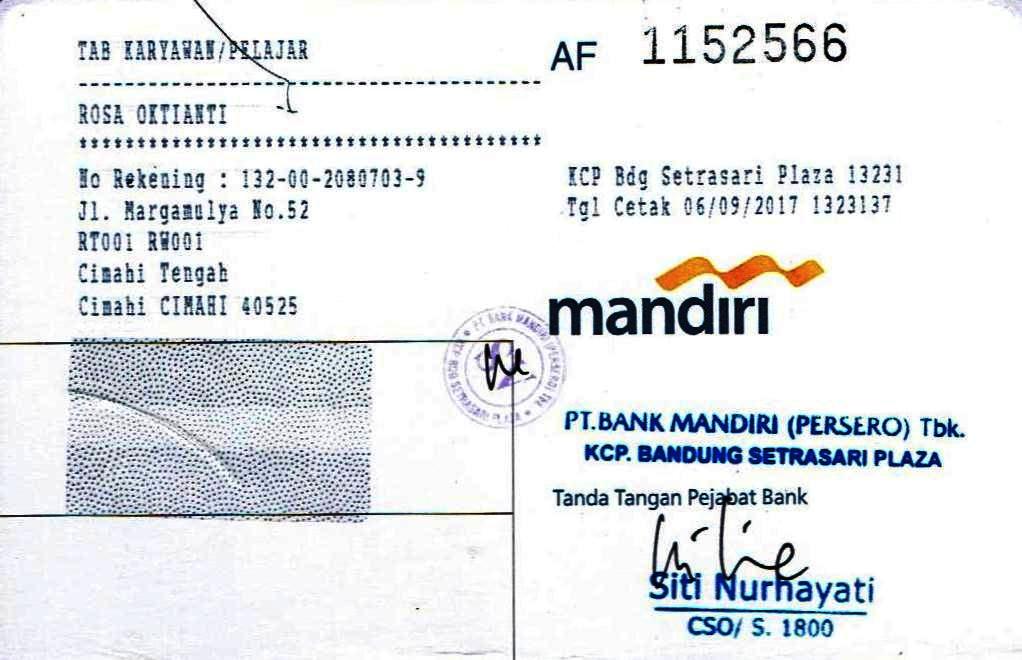 TAB KARYAWAN/PELAJAR
AF 1152566
ROSA OKTIANTI
******************************************
No Rekening : 132-00-2080703-9
Jl. Margamulya No.52
RT001 RW001
Cimahi Tengah
Cimahi CIMAHI 40525
KCP Bdg Setrasari Plaza 13231
Tgl Cetak 06/09/2017 1323137
mandiri
PT. BANK MANDIRI (PERSERO) Tbk. KCP BDG SETRASARI PLAZA
PT.BANK MANDIRI (PERSERO) Tbk.
KCP. BANDUNG SETRASARI PLAZA
Tanda Tangan Pejabat Bank
Siti Nurhayati
CSO/ S. 1800